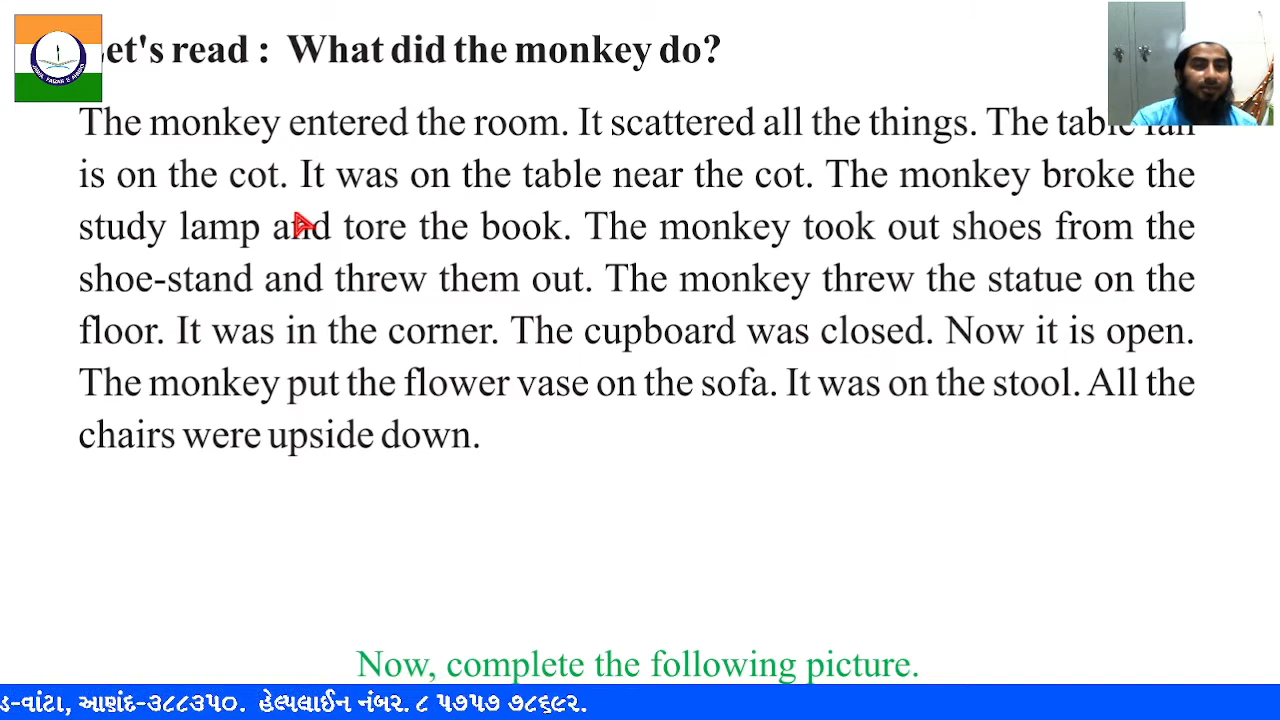 Let's read : What did the monkey do?
The monkey entered the room. It scattered all the things. The table fan
is on the cot. It was on the table near the cot. The monkey broke the
study lamp and tore the book. The monkey took out shoes from the
shoe-stand and threw them out. The monkey threw the statue on the
floor. It was in the corner. The cupboard was closed. Now it is open.
The monkey put the flower vase on the sofa. It was on the stool. All the
chairs were upside down.
Now, complete the following picture.
ડ-વાંટા, આણંદ-૩૮૮૩૫૦. હેલ્પલાઈન નંબર. ૮ ૫૭૫૭ ૭૮૬૯૨.